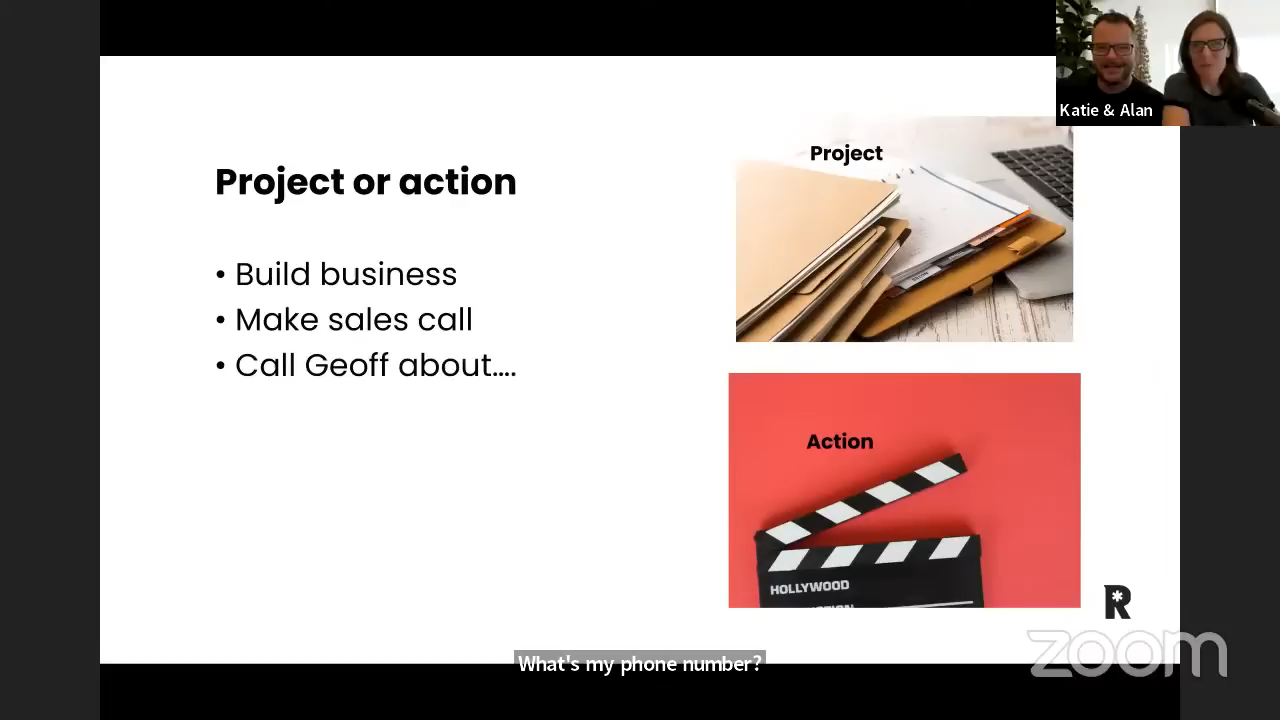 Katie & Alan
Project or action
• Build business
• Make sales call
• Call Geoff about....
Project
Action
HOLLYWOOD
R
zoom
What's my phone number?